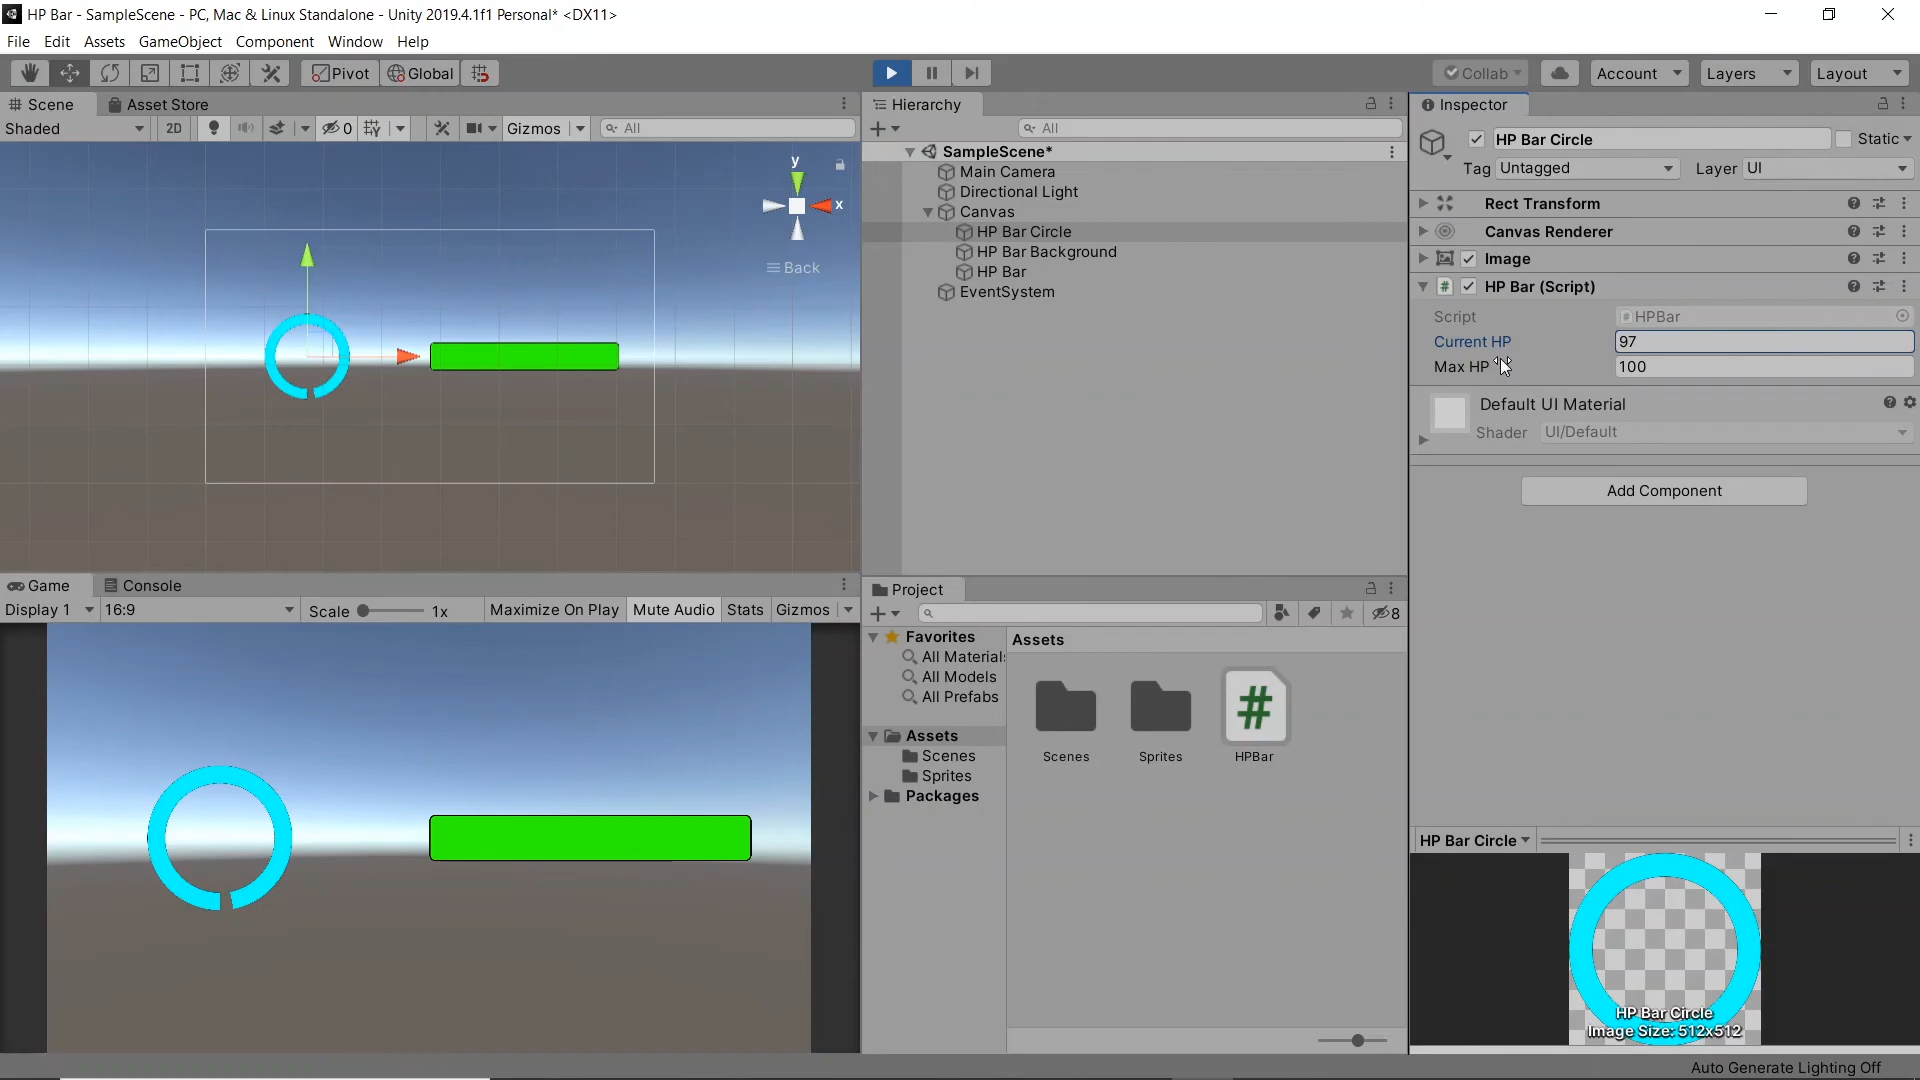 HP Bar - SampleScene - PC, Mac & Linux Standalone - Unity 2019.4.1f1 Personal* <DX11>
File Edit Assets GameObject Component Window Help
Pivot Global Collab Account Layers Layout
Scene Asset Store
Shaded 2D 0 Gizmos All
y
x
Back
Game Console
Display 1 16:9 Scale 1x Maximize On Play Mute Audio Stats Gizmos
Hierarchy
All
SampleScene*
Main Camera
Directional Light
Canvas
HP Bar Circle
HP Bar Background
HP Bar
EventSystem
Project
8
Favorites
All Materials
All Models
All Prefabs
Assets
Scenes
Sprites
Packages
Assets
Scenes Sprites HPBar
#
Inspector
HP Bar Circle Static
Tag Untagged Layer UI
Rect Transform
Canvas Renderer
Image
# HP Bar (Script)
Script # HPBar
Current HP 97
Max HP 100
Default UI Material
Shader UI/Default
Add Component
HP Bar Circle
HP Bar Circle
Image Size: 512x512
Auto Generate Lighting Off